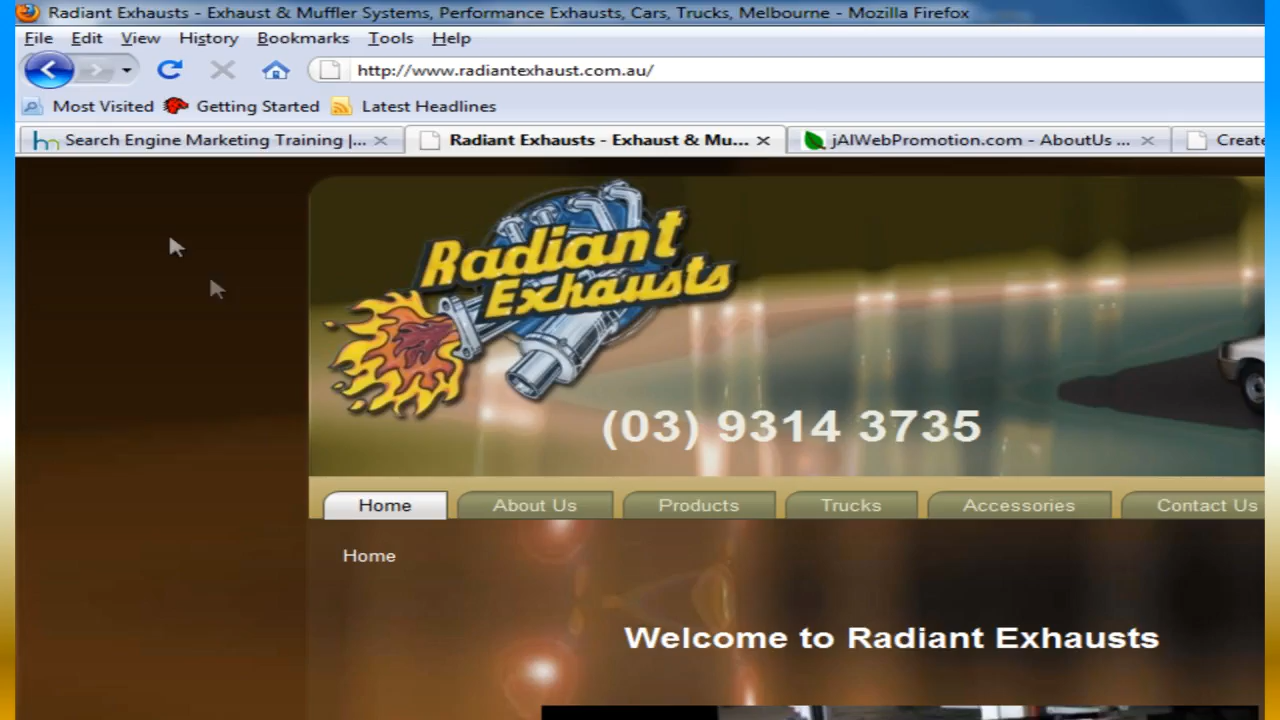 Radiant Exhausts - Exhaust & Muffler Systems, Performance Exhausts, Cars, Trucks, Melbourne - Mozilla Firefox
File Edit View History Bookmarks Tools Help
http://www.radiantexhaust.com.au/
Most Visited Getting Started Latest Headlines
Search Engine Marketing Training |... Radiant Exhausts - Exhaust & Mu... jAIWebPromotion.com - AboutUs ... Create
Radiant
Exhausts
(03) 9314 3735
Home About Us Products Trucks Accessories Contact Us
Home
Welcome to Radiant Exhausts